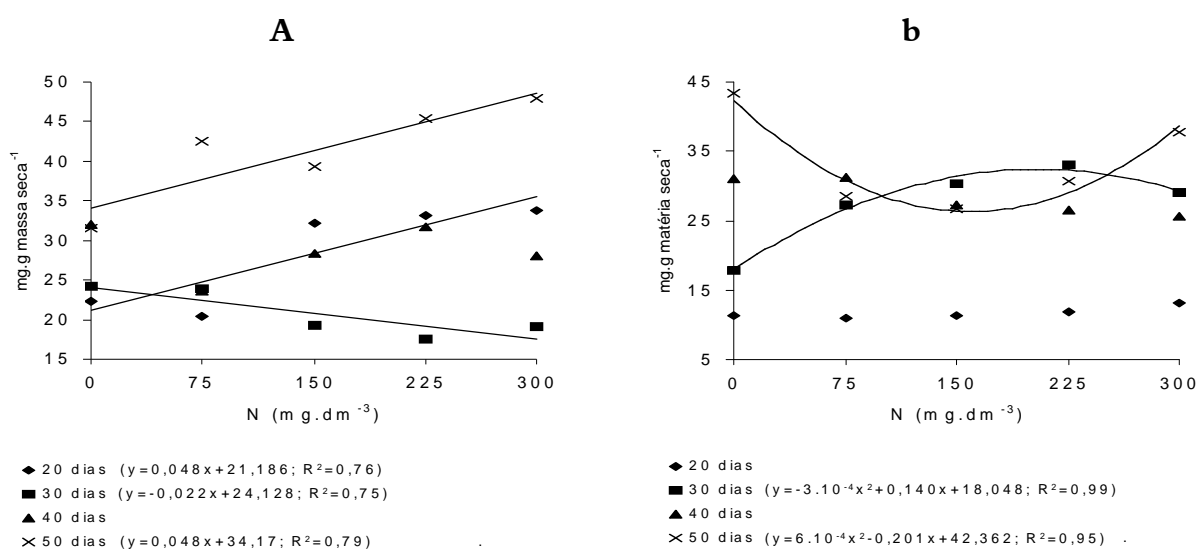 A
50
45
40
35
30
25
20
15
mg.g massa seca⁻¹
0 75 150 225 300
N (mg.dm⁻³)
20 dias (y=0,048x+21,186; R²=0,76)
30 dias (y=-0,022x+24,128; R²=0,75)
40 dias
50 dias (y=0,048x+34,17; R²=0,79) .
b
45
35
25
15
5
mg.g matéria seca⁻¹
0 75 150 225 300
N (mg.dm⁻³)
20 dias
30 dias (y=-3.10⁻⁴x²+0,140x+18,048; R²=0,99)
40 dias
50 dias (y=6.10⁻⁴x²-0,201x+42,362; R²=0,95) .